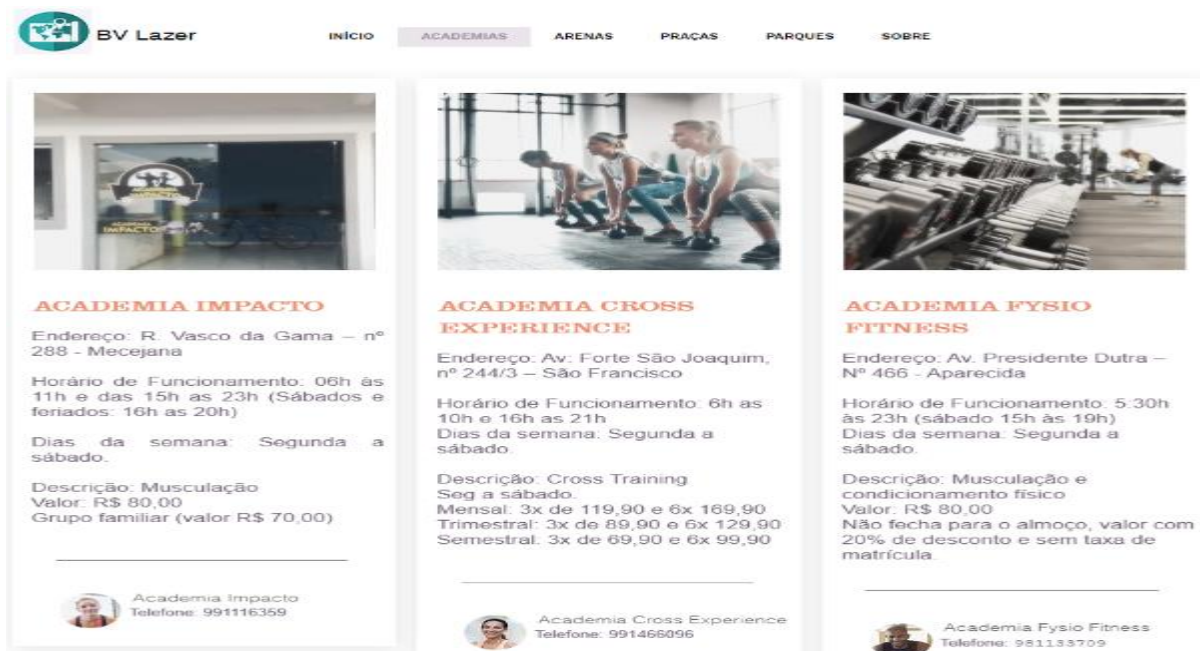 BV Lazer
INÍCIO ACADEMIAS ARENAS PRAÇAS PARQUES SOBRE
IMPACTO
ACADEMIA IMPACTO
Endereço: R. Vasco da Gama – nº
288 - Mecejana
Horário de Funcionamento: 06h ás
11h e das 15h as 23h (Sábados e
feriados: 16h as 20h)
Dias da semana: Segunda a
sábado.
Descrição: Musculação
Valor: R$ 80,00
Grupo familiar (valor R$ 70,00)
Academia Impacto
Telefone: 991116359
ACADEMIA CROSS
EXPERIENCE
Endereço: Av: Forte São Joaquim,
nº 244/3 – São Francisco
Horário de Funcionamento: 6h as
10h e 16h as 21h
Dias da semana: Segunda a
sábado.
Descrição: Cross Training
Seg a sábado.
Mensal: 3x de 119,90 e 6x 169,90
Trimestral: 3x de 89,90 e 6x 129,90
Semestral: 3x de 69,90 e 6x 99,90
Academia Cross Experience
Telefone: 991466096
ACADEMIA FYSIO
FITNESS
Endereço: Av. Presidente Dutra –
Nº 466 - Aparecida
Horário de Funcionamento: 5:30h
às 23h (sábado 15h às 19h)
Dias da semana: Segunda a
sábado.
Descrição: Musculação e
condicionamento físico
Valor: R$ 80,00
Não fecha para o almoço, valor com
20% de desconto e sem taxa de
matrícula.
Academia Fysio Fitness
Telefone: 981133709